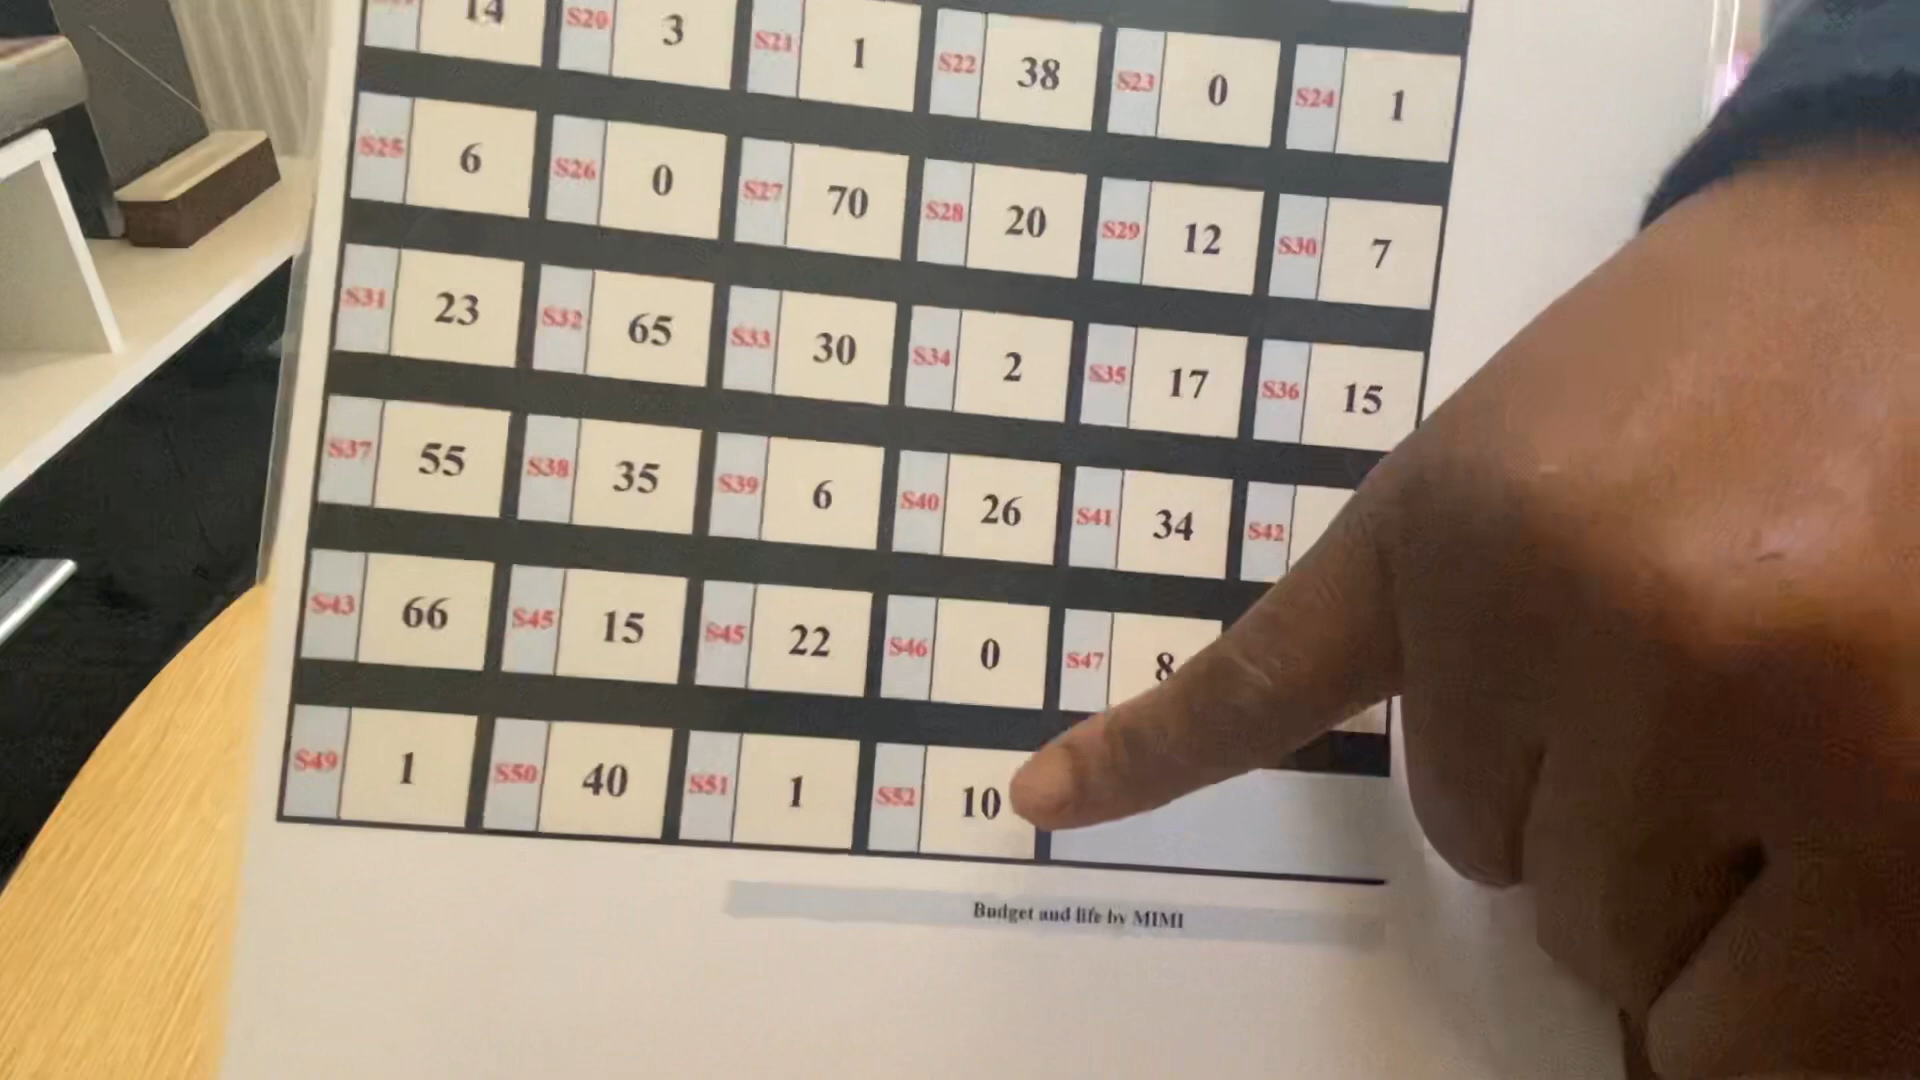 14 S20 3 S21 1 S22 38 S23 0 S24 1
S25 6 S26 0 S27 70 S28 20 S29 12 S30 7
S31 23 S32 65 S33 30 S34 2 S35 17 S36 15
S37 55 S38 35 S39 6 S40 26 S41 34 S42
S43 66 S45 15 S45 22 S46 0 S47 8
S49 1 S50 40 S51 1 S52 10
Budget and life by MIMI